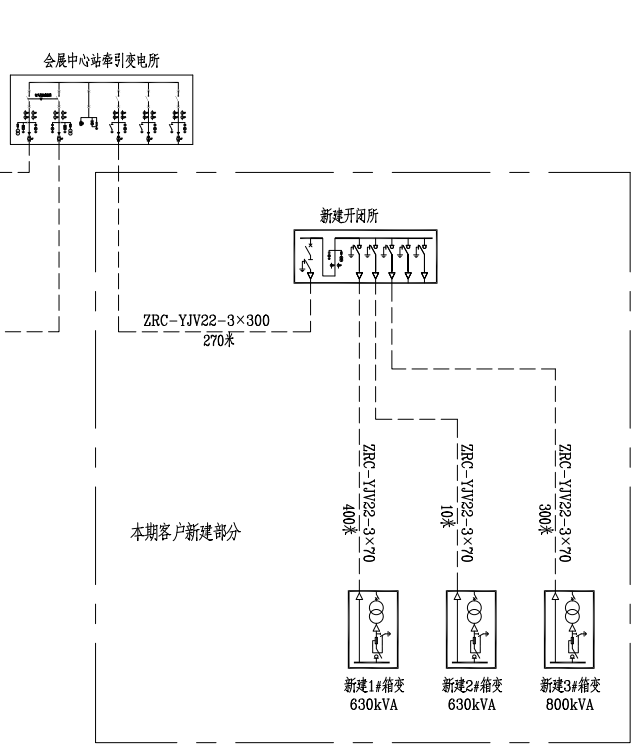 会展中心站牵引变电所
新建开闭所
ZRC-YJV22-3×300
270米
ZRC-YJV22-3×70
400米
ZRC-YJV22-3×70
10米
ZRC-YJV22-3×70
300米
本期客户新建部分
新建1#箱变
630kVA
新建2#箱变
630kVA
新建3#箱变
800kVA